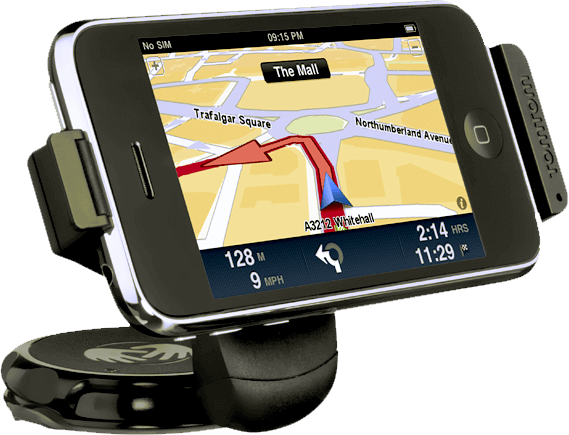 No SIM 09:15 PM
The Mall
Trafalgar Square
Northumberland Avenue
A3212 Whitehall
128 M
2:14 HRS
9 MPH
11:29
tomtom